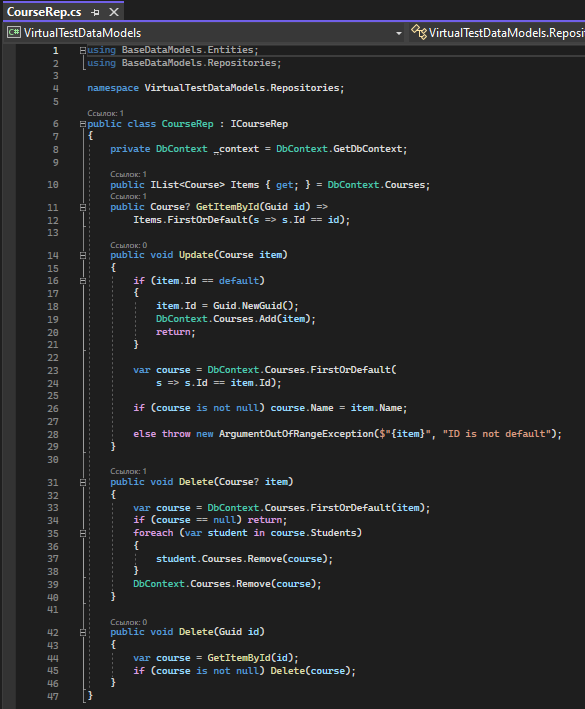 CourseRep.cs
C# VirtualTestDataModels
VirtualTestDataModels.Reposi
1 using BaseDataModels.Entities;
2 using BaseDataModels.Repositories;
3
4 namespace VirtualTestDataModels.Repositories;
5
Ссылок: 1
6 public class CourseRep : ICourseRep
7 {
8 private DbContext _context = DbContext.GetDbContext;
9
Ссылок: 1
10 public IList<Course> Items { get; } = DbContext.Courses;
Ссылок: 1
11 public Course? GetItemById(Guid id) =>
12 Items.FirstOrDefault(s => s.Id == id);
13
Ссылок: 0
14 public void Update(Course item)
15 {
16 if (item.Id == default)
17 {
18 item.Id = Guid.NewGuid();
19 DbContext.Courses.Add(item);
20 return;
21 }
22
23 var course = DbContext.Courses.FirstOrDefault(
24 s => s.Id == item.Id);
25
26 if (course is not null) course.Name = item.Name;
27
28 else throw new ArgumentOutOfRangeException($"{item}", "ID is not default");
29 }
30
Ссылок: 1
31 public void Delete(Course? item)
32 {
33 var course = DbContext.Courses.FirstOrDefault(item);
34 if (course == null) return;
35 foreach (var student in course.Students)
36 {
37 student.Courses.Remove(course);
38 }
39 DbContext.Courses.Remove(course);
40 }
41
Ссылок: 0
42 public void Delete(Guid id)
43 {
44 var course = GetItemById(id);
45 if (course is not null) Delete(course);
46 }
47 }